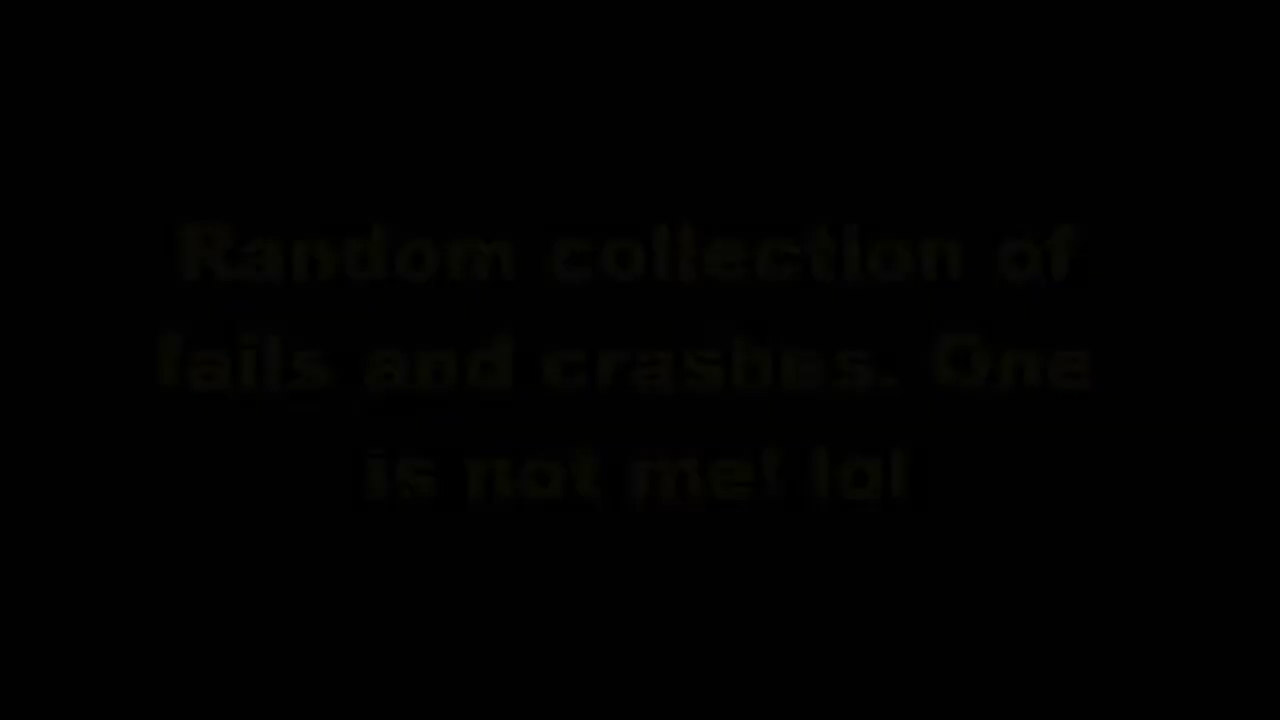 Random collection of
fails and crashes. One
is not me! lol